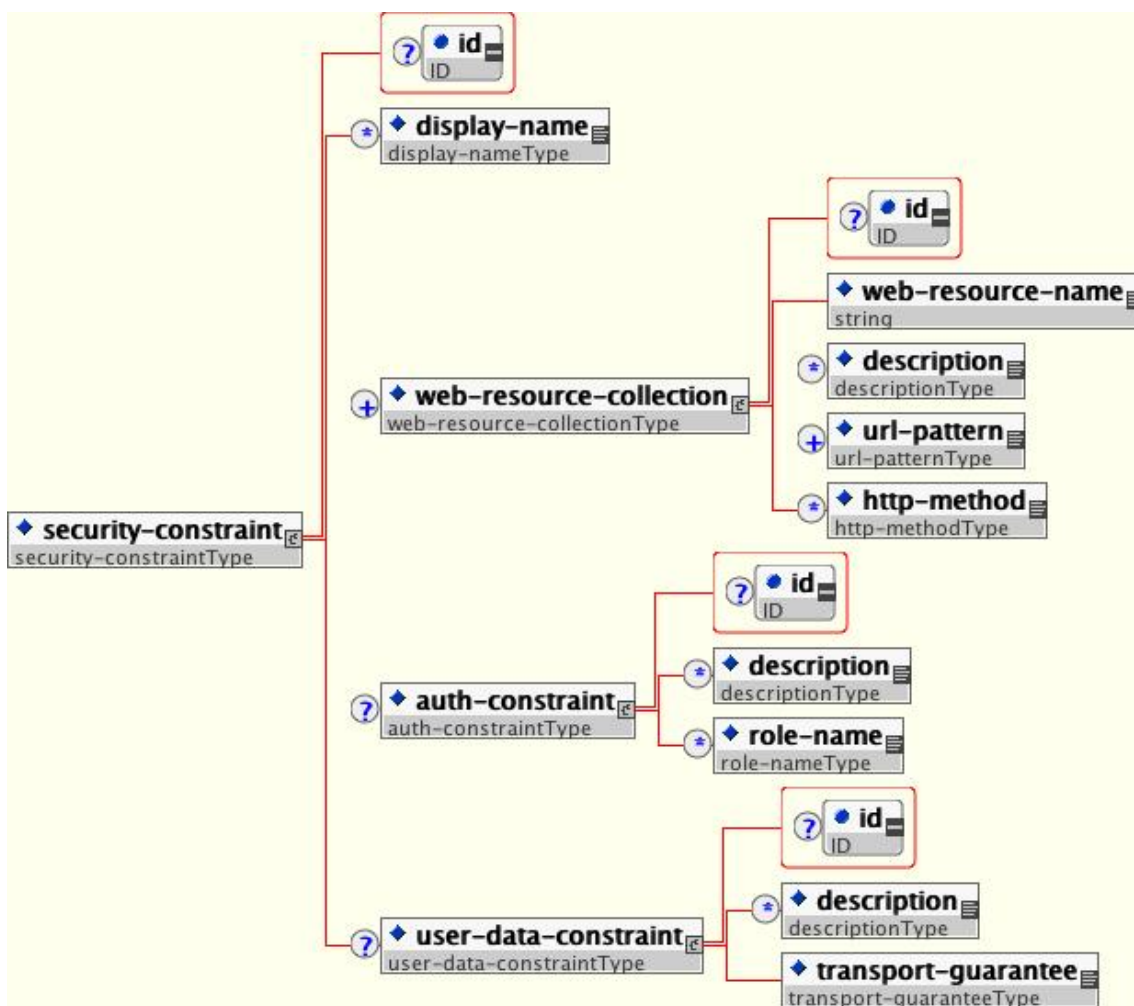 id
ID
display-name
display-nameType
id
ID
web-resource-name
string
description
descriptionType
web-resource-collection
web-resource-collectionType
url-pattern
url-patternType
http-method
http-methodType
security-constraint
security-constraintType
id
ID
description
descriptionType
auth-constraint
auth-constraintType
role-name
role-nameType
id
ID
description
descriptionType
user-data-constraint
user-data-constraintType
transport-guarantee
transport-guaranteeType